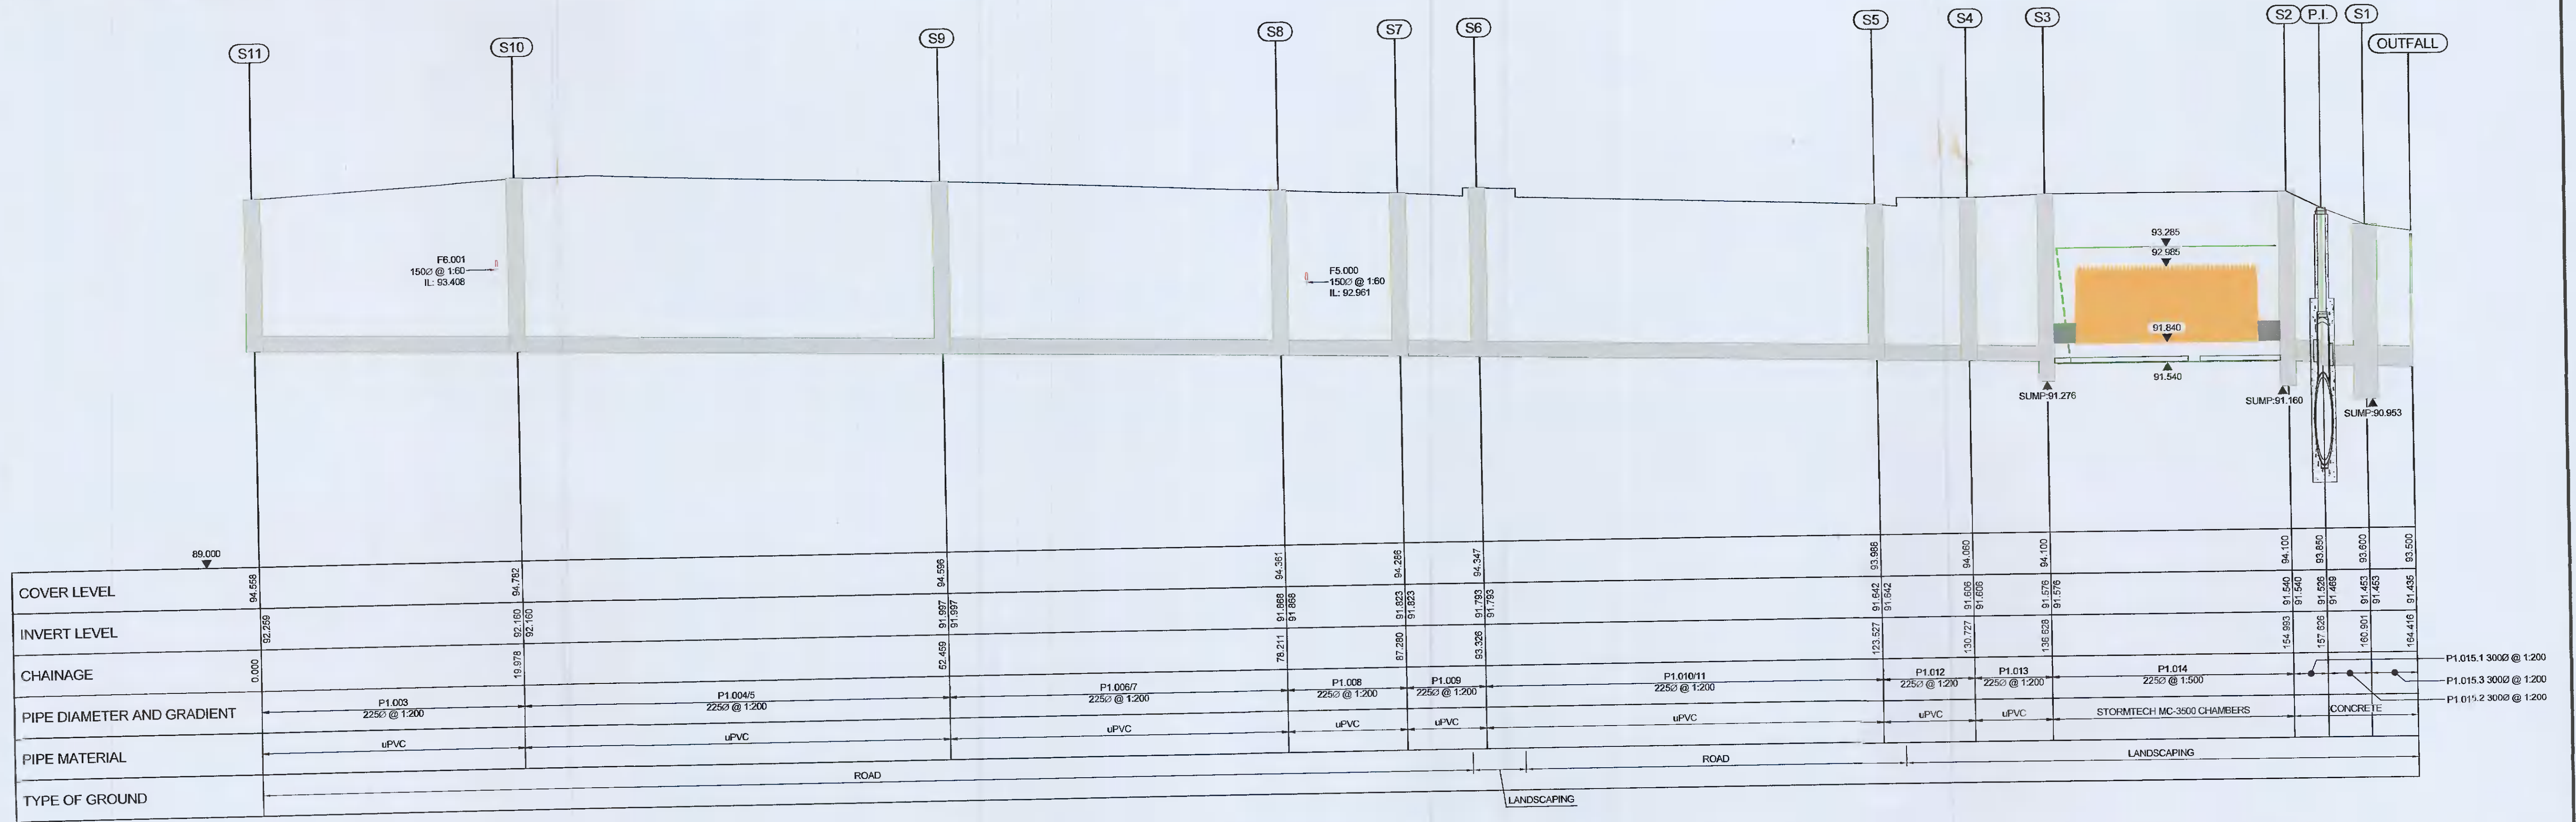 S11
S10
S9
S8
S7
S6
S5
S4
S3
S2
P.I.
S1
OUTFALL
F6.001
150Ø @ 1:60
IL: 93.408
F5.000
150Ø @ 1:60
IL: 92.961
93.285
92.985
91.840
91.540
SUMP:91.276
SUMP:91.160
SUMP:90.953
89.000
COVER LEVEL
94.558
94.782
94.596
94.361
94.286
94.347
93.988
94.060
94.100
94.100
93.850
93.600
93.500
INVERT LEVEL
92.259
92.160
92.160
91.997
91.997
91.868
91.868
91.823
91.823
91.793
91.793
91.642
91.642
91.606
91.606
91.576
91.576
91.540
91.540
91.526
91.469
91.453
91.453
91.435
CHAINAGE
0.000
19.978
52.459
78.211
87.280
93.326
123.527
130.727
136.628
154.993
157.626
160.901
164.416
PIPE DIAMETER AND GRADIENT
P1.003
225Ø @ 1:200
P1.004/5
225Ø @ 1:200
P1.006/7
225Ø @ 1:200
P1.008
225Ø @ 1:200
P1.009
225Ø @ 1:200
P1.010/11
225Ø @ 1:200
P1.012
225Ø @ 1:200
P1.013
225Ø @ 1:200
P1.014
225Ø @ 1:500
P1.015.1 300Ø @ 1:200
P1.015.3 300Ø @ 1:200
P1.015.2 300Ø @ 1:200
PIPE MATERIAL
uPVC
uPVC
uPVC
uPVC
uPVC
uPVC
uPVC
uPVC
STORMTECH MC-3500 CHAMBERS
CONCRETE
TYPE OF GROUND
ROAD
LANDSCAPING
ROAD
LANDSCAPING